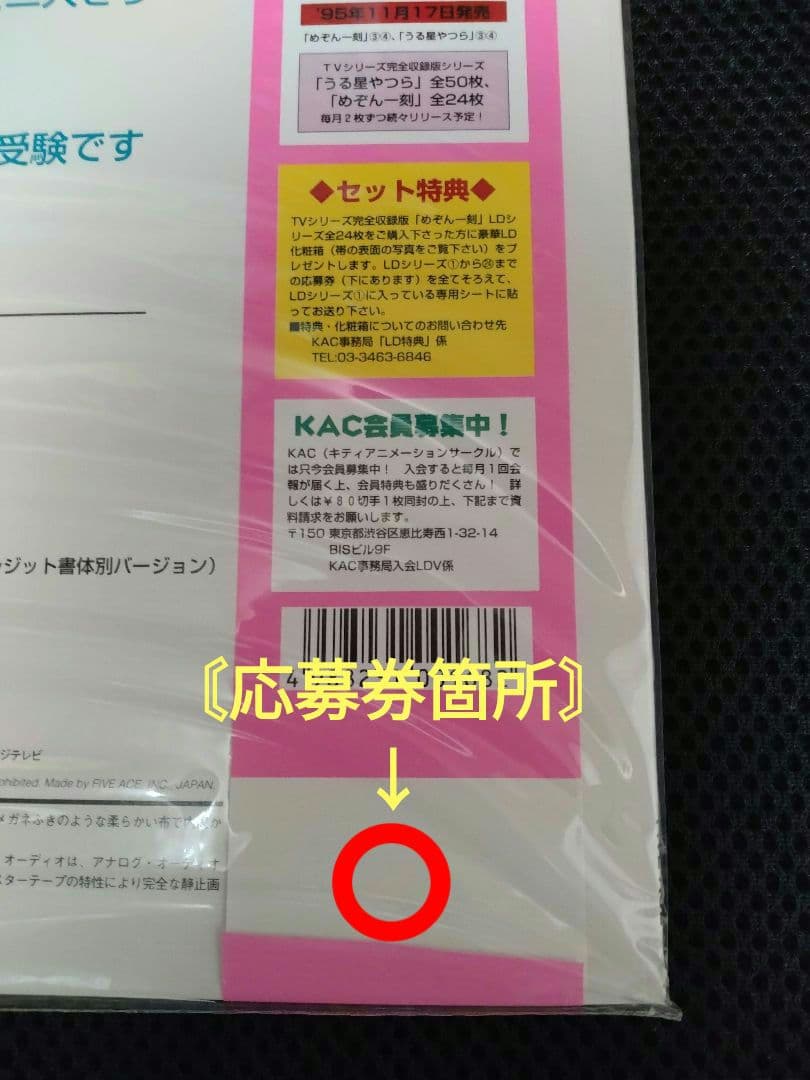 '95年11月17日発売
「めぞん一刻」③④、「うる星やつら」③④
TVシリーズ完全収録版シリーズ
「うる星やつら」全50枚、
「めぞん一刻」全24枚
毎月2枚ずつ続々リリース予定！
受験です
◆セット特典◆
TVシリーズ完全収録版「めぞん一刻」LDシ
リーズ全24枚をご購入下さった方に豪華LD
化粧箱（帯の表面の写真をご覧下さい）をプ
レゼントします。LDシリーズ①から㉔まで
の応募券（下にあります）を全てそろえて、
LDシリーズ①に入っている専用シートに貼
ってお送り下さい。
■特典・化粧箱についてのお問い合わせ先
KAC事務局「LD特典」係
TEL:03-3463-6846
KAC会員募集中！
KAC（キティアニメーションサークル）で
は只今会員募集中！ 入会すると毎月1回会
報が届く上、会員特典も盛りだくさん！ 詳
しくは￥80切手1枚同封の上、下記まで資
料請求をお願いします。
〒150 東京都渋谷区恵比寿西1-32-14
BISビル9F
KAC事務局入会LDV係
ジット書体別バージョン）
〘応募券箇所〙
↓
ジテレビ
ohibited. Made by FIVE ACE, INC. JAPAN.
メガネふきのような柔らかい布で
オーディオは、アナログ・オーディオ
スターテープの特性により完全な静止画